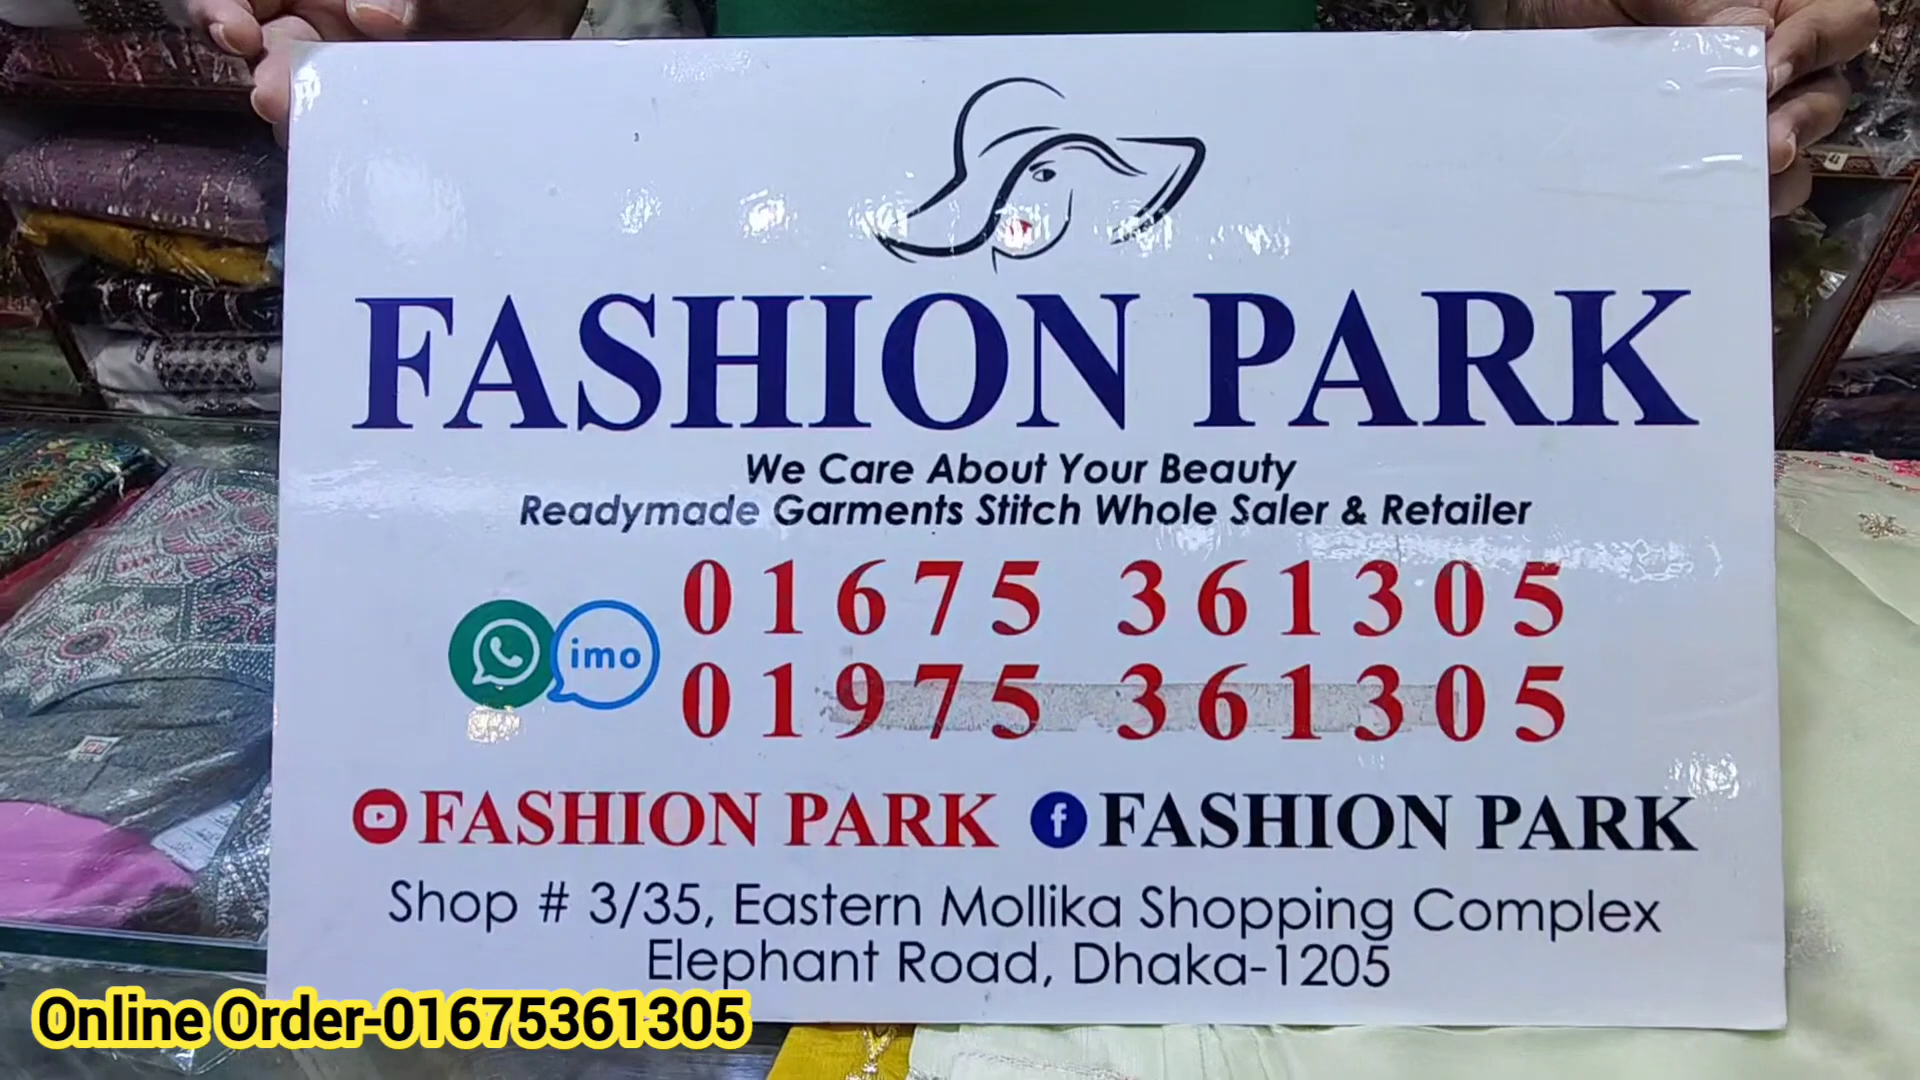 FASHION PARK
We Care About Your Beauty
Readymade Garments Stitch Whole Saler & Retailer
01675 361305
imo
01975 361305
FASHION PARK
FASHION PARK
Shop # 3/35, Eastern Mollika Shopping Complex
Elephant Road, Dhaka-1205
Online Order-01675361305